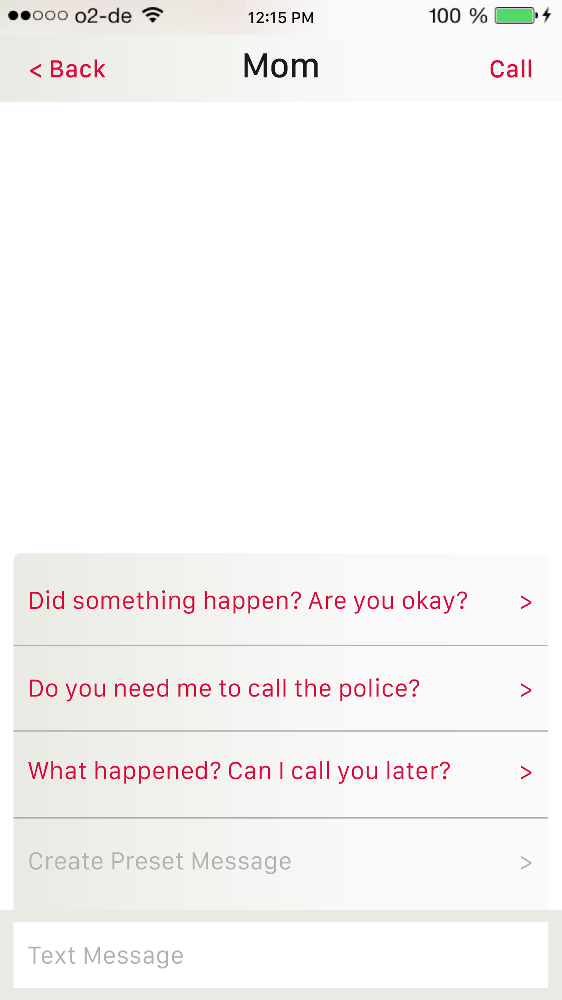 o2-de 12:15 PM 100 %
< Back Mom Call
Did something happen? Are you okay? >
Do you need me to call the police? >
What happened? Can I call you later? >
Create Preset Message >
Text Message